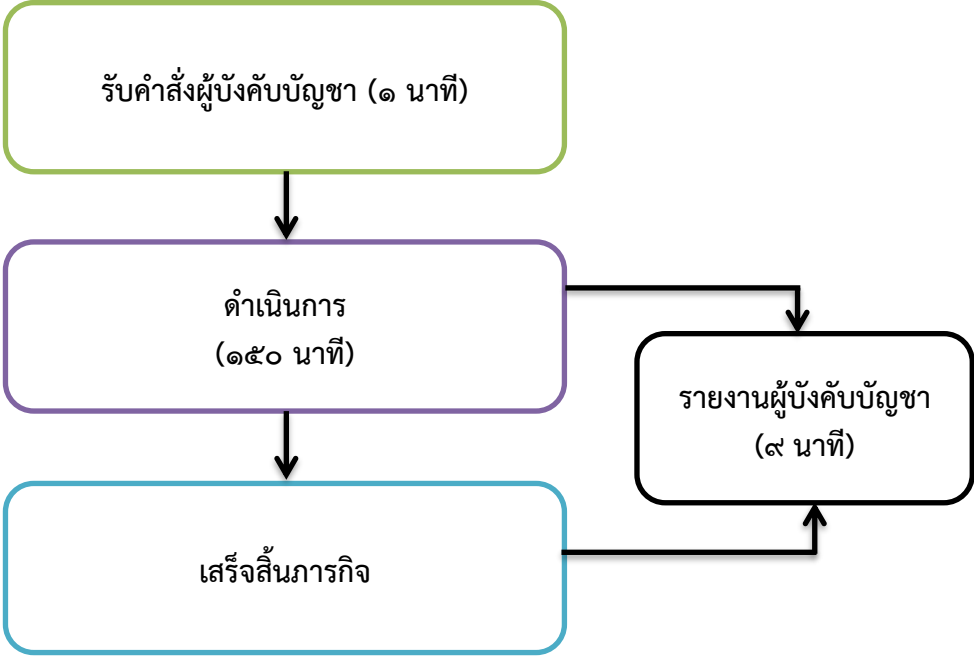 รับคำสั่งผู้บังคับบัญชา (๑ นาที)
ดำเนินการ
(๑๕๐ นาที)
รายงานผู้บังคับบัญชา
(๙ นาที)
เสร็จสิ้นภารกิจ